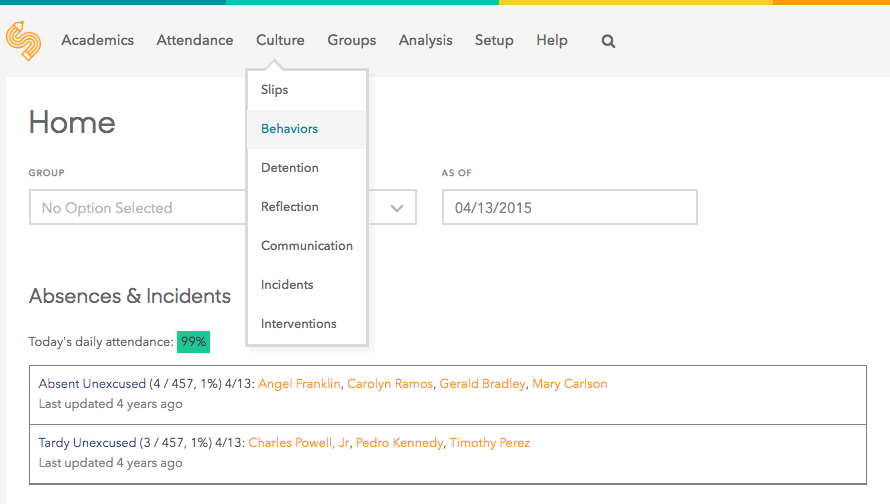 Academics Attendance Culture Groups Analysis Setup Help
Slips
Behaviors
Detention
Reflection
Communication
Incidents
Interventions
Home
GROUP
No Option Selected
AS OF
04/13/2015
Absences & Incidents
Today's daily attendance: 99%
Absent Unexcused (4 / 457, 1%) 4/13: Angel Franklin, Carolyn Ramos, Gerald Bradley, Mary Carlson
Last updated 4 years ago
Tardy Unexcused (3 / 457, 1%) 4/13: Charles Powell, Jr, Pedro Kennedy, Timothy Perez
Last updated 4 years ago